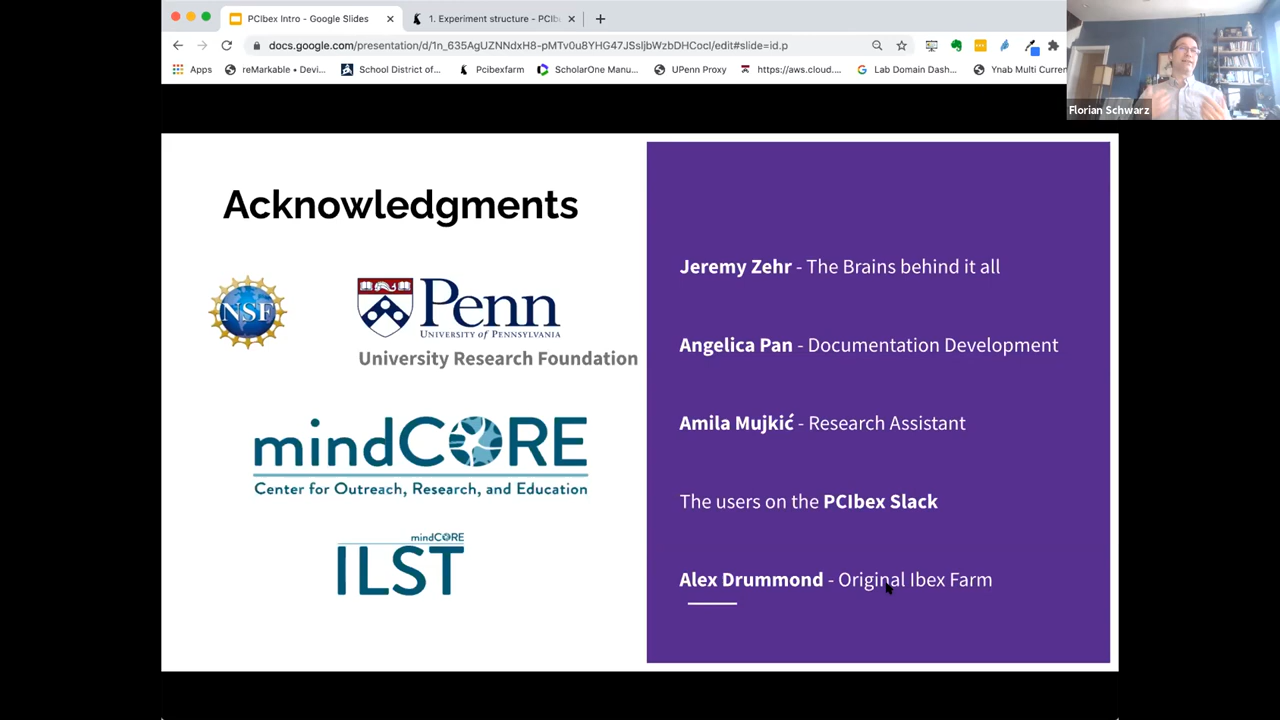 PCIbex Intro - Google Slides
1. Experiment structure - PCIb
docs.google.com/presentation/d/1n_635AgUZNNdxH8-pMTv0u8YHG47JSsljbWzbDHCocI/edit#slide=id.p
Apps
reMarkable • Devi...
School District of...
Pcibexfarm
ScholarOne Manu...
UPenn Proxy
https://aws.cloud....
Lab Domain Dash...
Ynab Multi Curren
Florian Schwarz
Acknowledgments
NSF
Penn
UNIVERSITY of PENNSYLVANIA
University Research Foundation
mindCORE
Center for Outreach, Research, and Education
mindCORE
ILST
Jeremy Zehr - The Brains behind it all
Angelica Pan - Documentation Development
Amila Mujkić - Research Assistant
The users on the PCIbex Slack
Alex Drummond - Original Ibex Farm